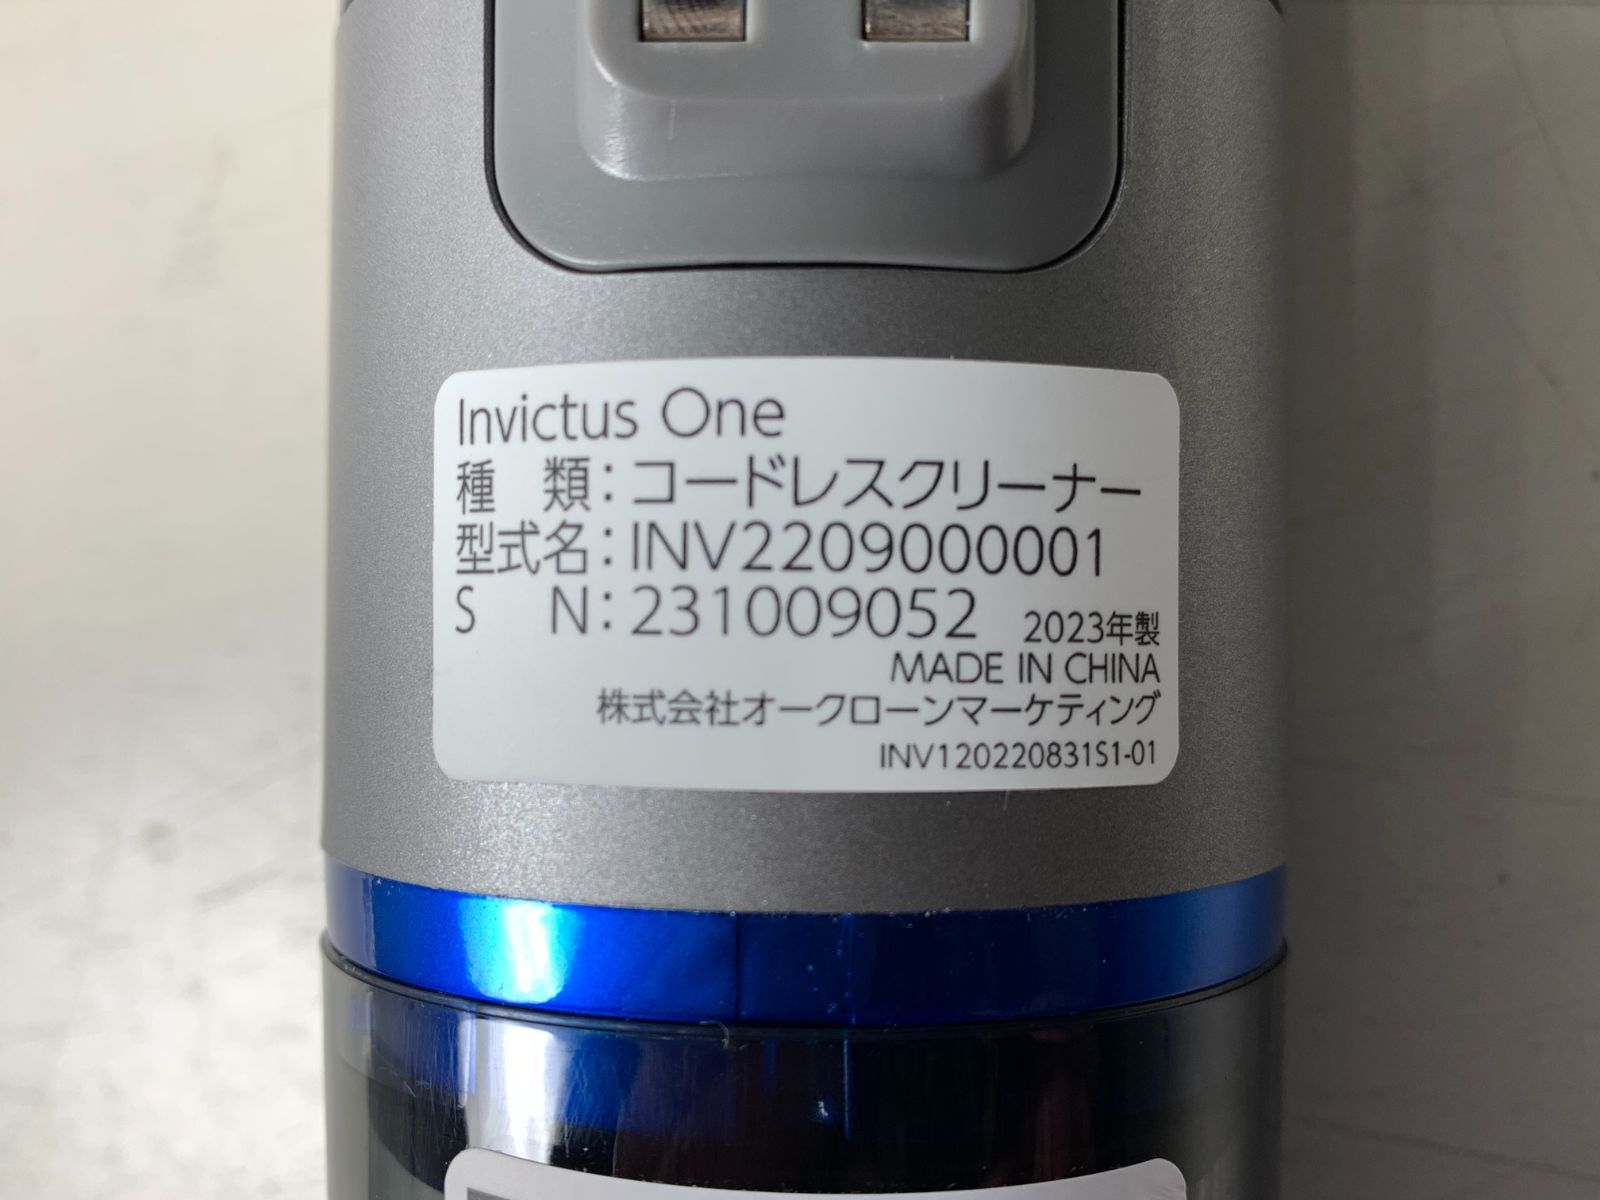 Invictus One
種　類：コードレスクリーナー
型式名：INV2209000001
S　N：231009052 2023年製
MADE IN CHINA
株式会社オークローンマーケティング
INV120220831S1-01